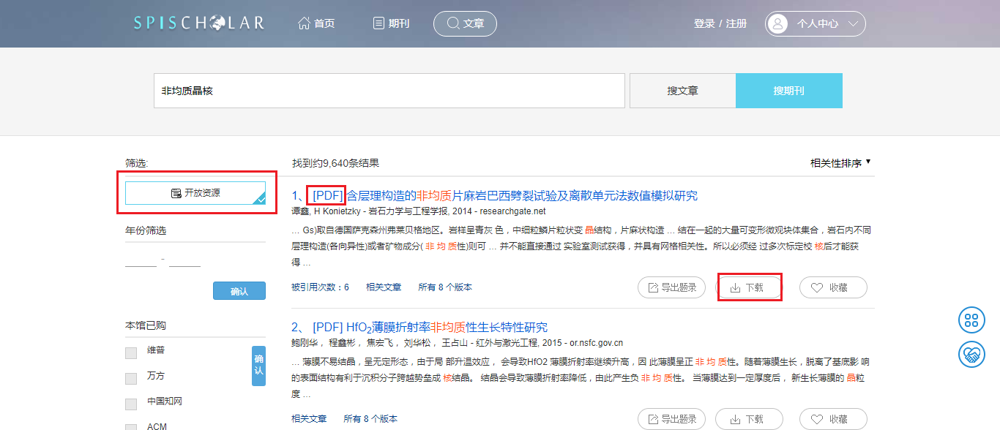 SPISCHOLAR 首页 期刊 文章 登录 / 注册 个人中心
非均质晶核 搜文章 搜期刊
筛选:
开放资源
年份筛选
-
确认
本馆已购
维普
万方
中国知网
ACM
确认
找到约9,640条结果 相关性排序 ▼
1、 [PDF] 含层理构造的非均质片麻岩巴西劈裂试验及离散单元法数值模拟研究
谭鑫, H Konietzky - 岩石力学与工程学报, 2014 - researchgate.net
... Gs)取自德国萨克森州弗莱贝格地区。岩样呈青灰 色，中细粒鳞片粒状变 晶结构，片麻状构造 ... 结在一起的大量可变形微观块体集合，岩石内不同
层理构造(各向异性)或者矿物成分( 非 均 质性)则可 ... 并不能直接通过 实验室测试获得，并具有网格相关性。所以必须经 过多次标定校 核后才能获
得 ...
被引用次数：6 相关文章 所有 8 个版本 导出题录 下载 收藏
2、 [PDF] HfO2薄膜折射率非均质性生长特性研究
鲍刚华， 程鑫彬， 焦宏飞， 刘华松， 王占山 - 红外与激光工程, 2015 - or.nsfc.gov.cn
... 薄膜不易结晶，呈无定形态，由于局 部升温效应， 会导致HfO2 薄膜折射率继续升高，因 此薄膜呈正 非 均 质性。随着薄膜生长，脱离了基底影 响
的表面结构有利于沉积分子跨越势垒成 核结晶。 结晶会导致薄膜折射率降低，由此产生负 非 均 质性。 当薄膜达到一定厚度后， 新生长薄膜的 晶粒
度 ...
相关文章 所有 8 个版本 导出题录 下载 收藏